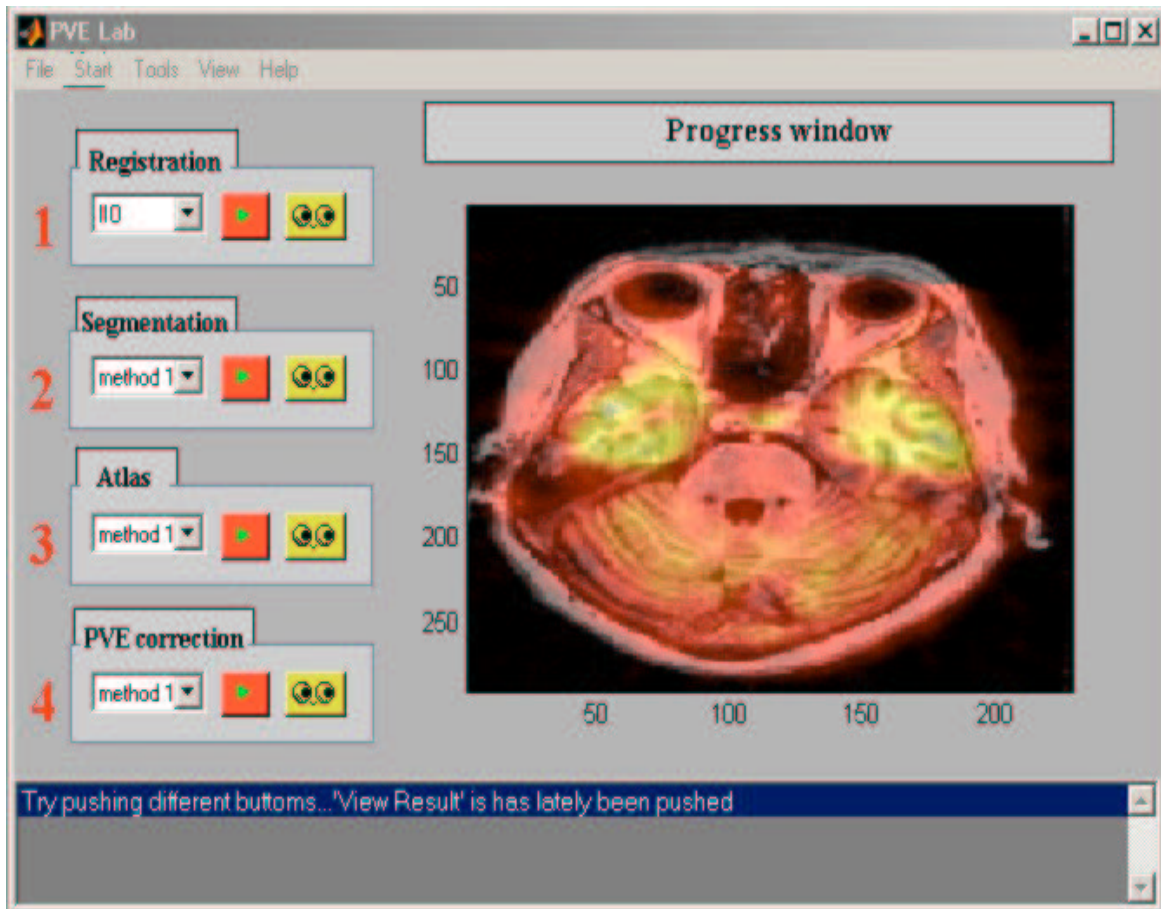 PVE Lab
File Start Tools View Help
Progress window
Registration
1
IIO
Segmentation
2
method 1
Atlas
3
method 1
PVE correction
4
method 1
50
100
150
200
250
50 100 150 200
Try pushing different buttoms...'View Result' is has lately been pushed